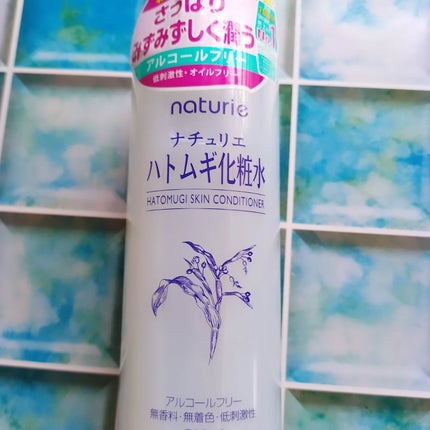 さっぱり
みずみずしく潤う
アルコールフリー
低刺激性・オイルフリー
naturie
ナチュリエ
ハトムギ化粧水
HATOMUGI SKIN CONDITIONER
アルコールフリー
無香料・無着色・低刺激性